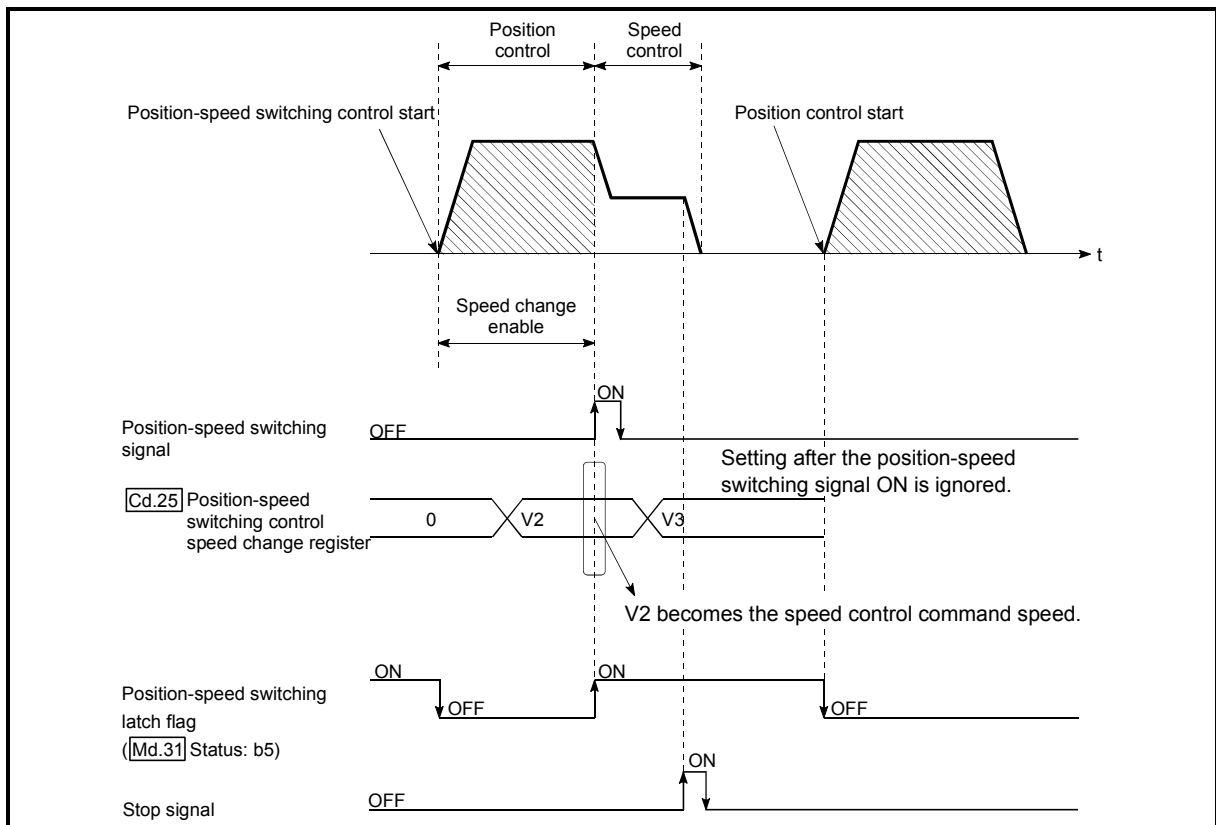 Position
control
Speed
control
Position-speed switching control start
Position control start
t
Speed change
enable
ON
Position-speed switching
signal
OFF
Setting after the position-speed
switching signal ON is ignored.
Cd.25 Position-speed
switching control
speed change register
0
V2
V3
V2 becomes the speed control command speed.
ON
ON
Position-speed switching
latch flag
(Md.31 Status: b5)
OFF
OFF
ON
Stop signal
OFF